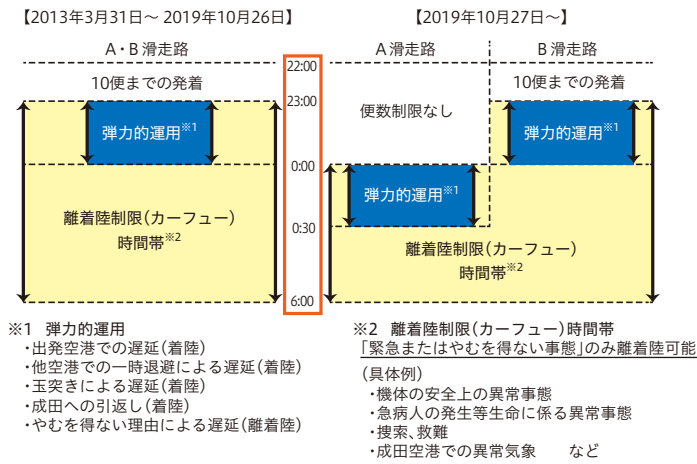 【2013年3月31日～ 2019年10月26日】
【2019年10月27日～】
A・B 滑走路
A 滑走路
B 滑走路
22:00
10便までの発着
10便までの発着
23:00
便数制限なし
弾力的運用※1
弾力的運用※1
0:00
弾力的運用※1
離着陸制限(カーフュー)
時間帯※2
0:30
離着陸制限(カーフュー)
時間帯※2
6:00
※1 弾力的運用
・出発空港での遅延(着陸)
・他空港での一時退避による遅延(着陸)
・玉突きによる遅延(着陸)
・成田への引返し(着陸)
・やむを得ない理由による遅延(離着陸)
※2 離着陸制限(カーフュー)時間帯
「緊急またはやむを得ない事態」のみ離着陸可能
(具体例)
・機体の安全上の異常事態
・急病人の発生等生命に係る異常事態
・捜索、救難
・成田空港での異常気象 など